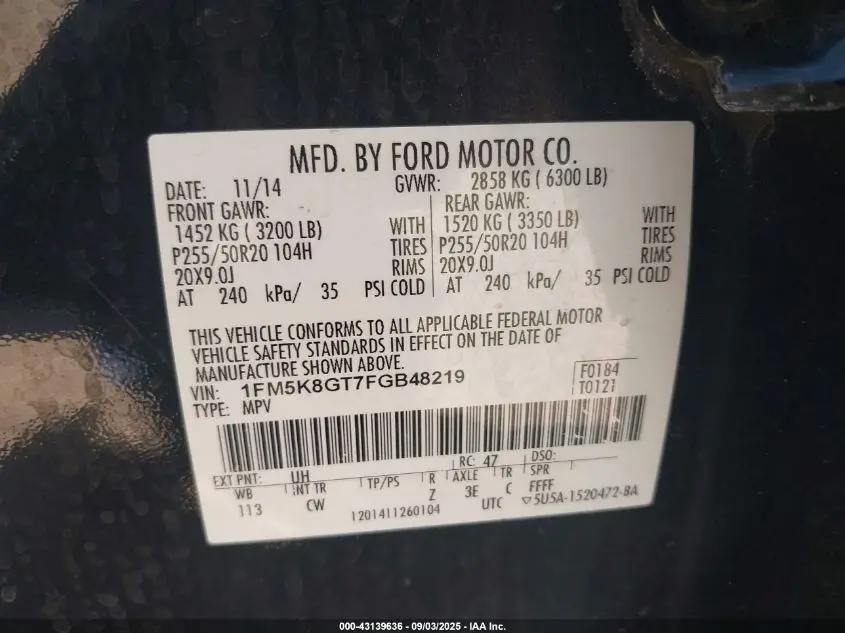 MFD. BY FORD MOTOR CO.
DATE: 11/14 GVWR: 2858 KG ( 6300 LB)
FRONT GAWR: REAR GAWR:
1452 KG ( 3200 LB) WITH 1520 KG ( 3350 LB) WITH
P255/50R20 104H TIRES P255/50R20 104H TIRES
20X9.0J RIMS 20X9.0J RIMS
AT 240 kPa/ 35 PSI COLD AT 240 kPa/ 35 PSI COLD
THIS VEHICLE CONFORMS TO ALL APPLICABLE FEDERAL MOTOR
VEHICLE SAFETY STANDARDS IN EFFECT ON THE DATE OF
MANUFACTURE SHOWN ABOVE.
VIN: 1FM5K8GT7FGB48219 F0184
TYPE: MPV T0121
EXT PNT: UH RC: 47 DSO:
WB INT TR TP/PS R AXLE TR SPR
113 CW Z 3E C FFFF
1201411260104 UTC ▽5U5A-1520472-BA
000-43139636 - 09/03/2025 - IAA Inc.